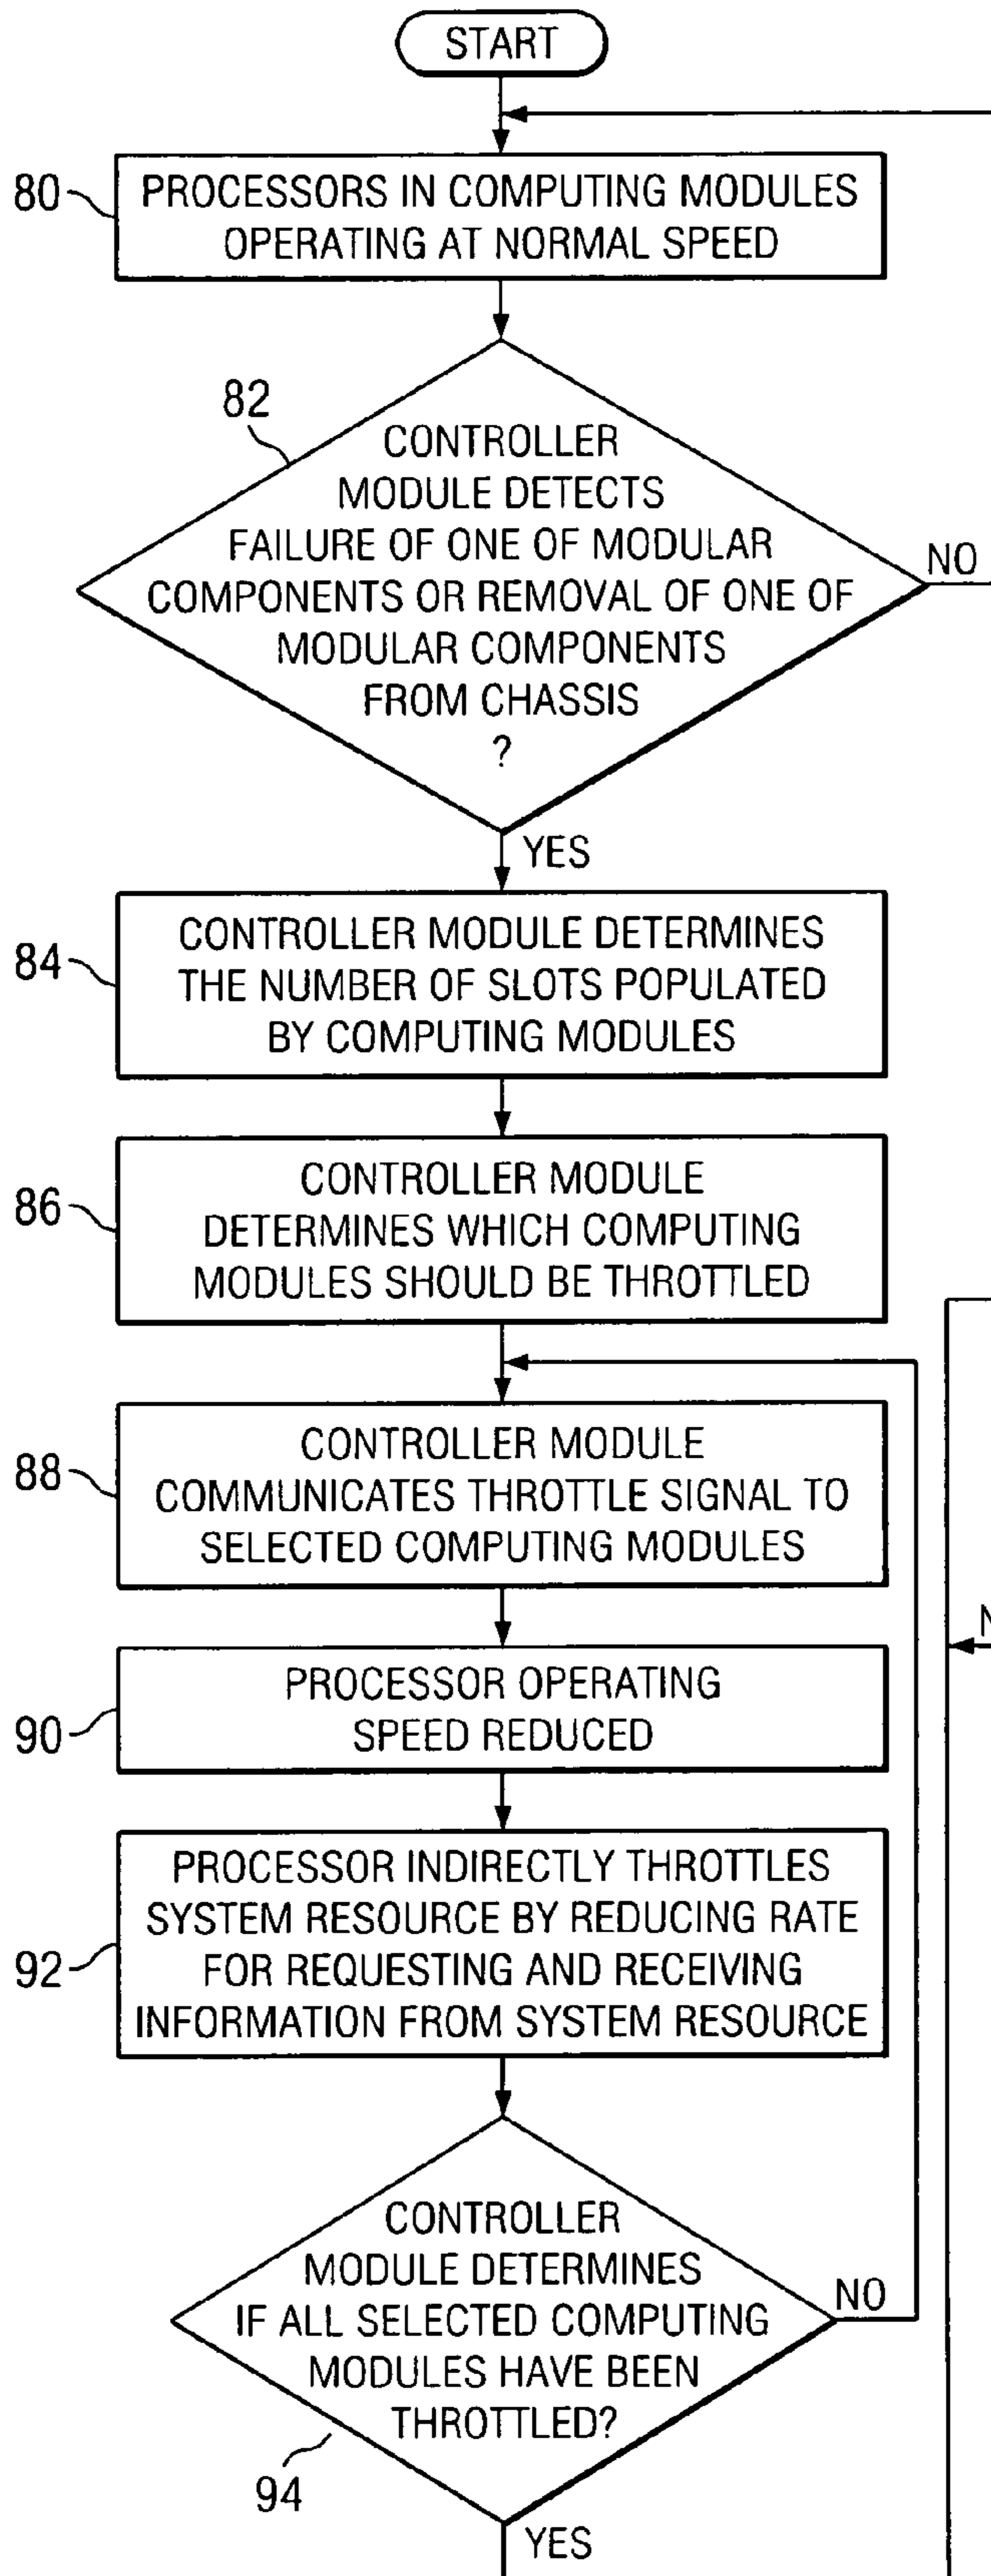 START
80
PROCESSORS IN COMPUTING MODULES
OPERATING AT NORMAL SPEED
82
CONTROLLER
MODULE DETECTS
FAILURE OF ONE OF MODULAR
COMPONENTS OR REMOVAL OF ONE OF
MODULAR COMPONENTS
FROM CHASSIS
?
NO
YES
84
CONTROLLER MODULE DETERMINES
THE NUMBER OF SLOTS POPULATED
BY COMPUTING MODULES
86
CONTROLLER MODULE
DETERMINES WHICH COMPUTING
MODULES SHOULD BE THROTTLED
88
CONTROLLER MODULE
COMMUNICATES THROTTLE SIGNAL TO
SELECTED COMPUTING MODULES
90
PROCESSOR OPERATING
SPEED REDUCED
92
PROCESSOR INDIRECTLY THROTTLES
SYSTEM RESOURCE BY REDUCING RATE
FOR REQUESTING AND RECEIVING
INFORMATION FROM SYSTEM RESOURCE
CONTROLLER
MODULE DETERMINES
IF ALL SELECTED COMPUTING
MODULES HAVE BEEN
THROTTLED?
NO
94
YES